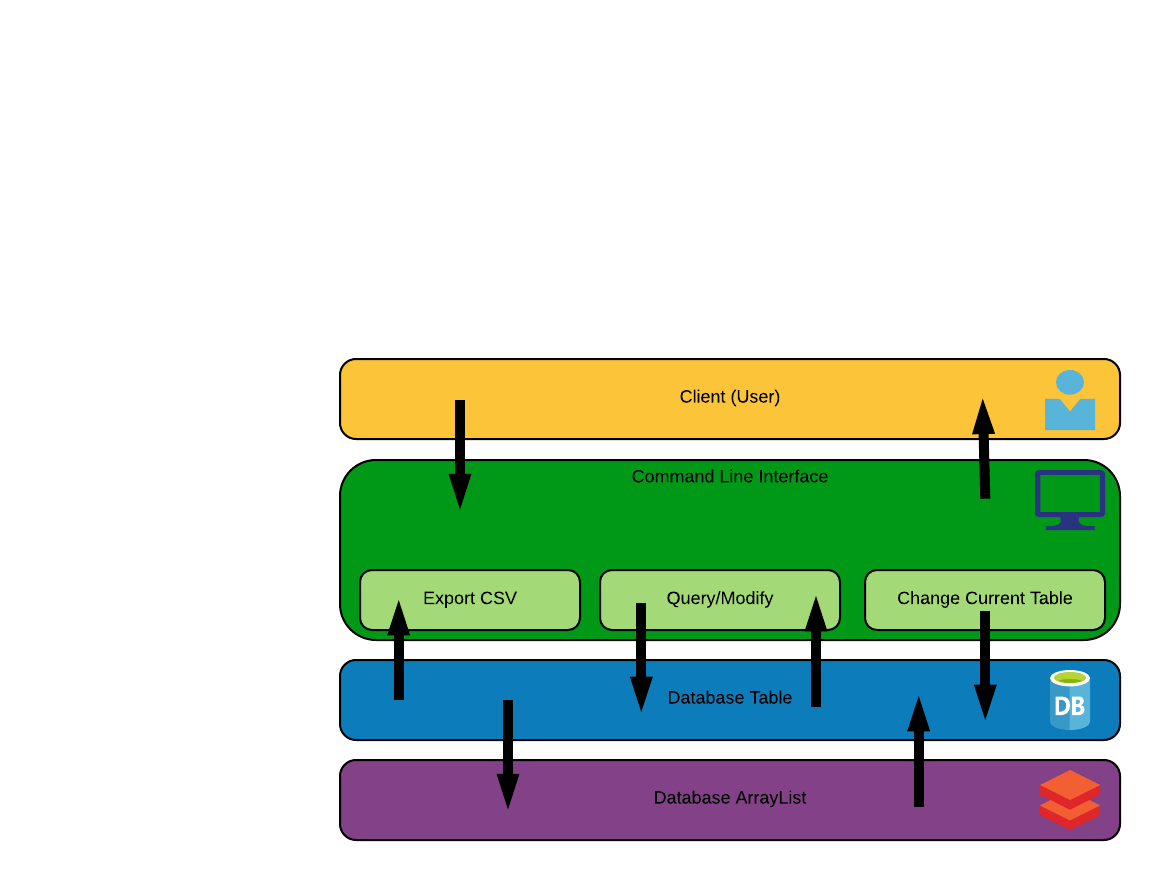 Client (User)
Command Line Interface
Export CSV
Query/Modify
Change Current Table
Database Table
DB
Database ArrayList